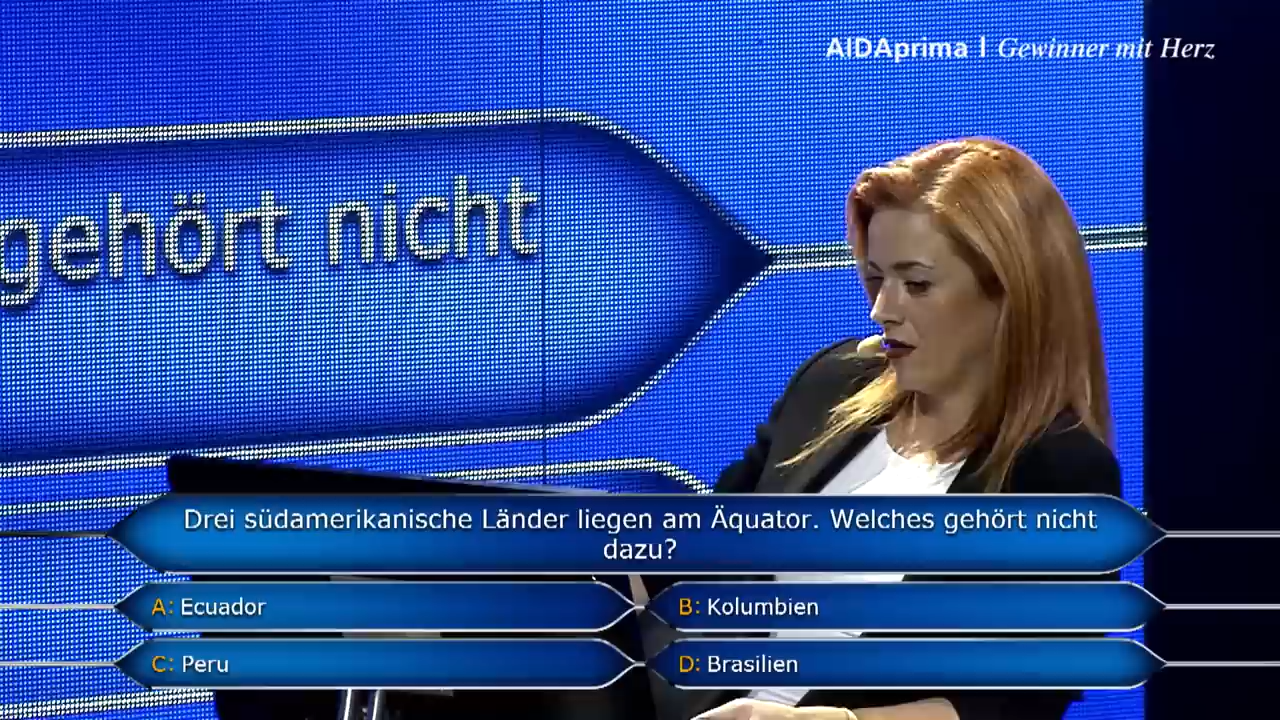 AIDAprima | Gewinner mit Herz
gehört nicht
Drei südamerikanische Länder liegen am Äquator. Welches gehört nicht
dazu?
A: Ecuador
B: Kolumbien
C: Peru
D: Brasilien